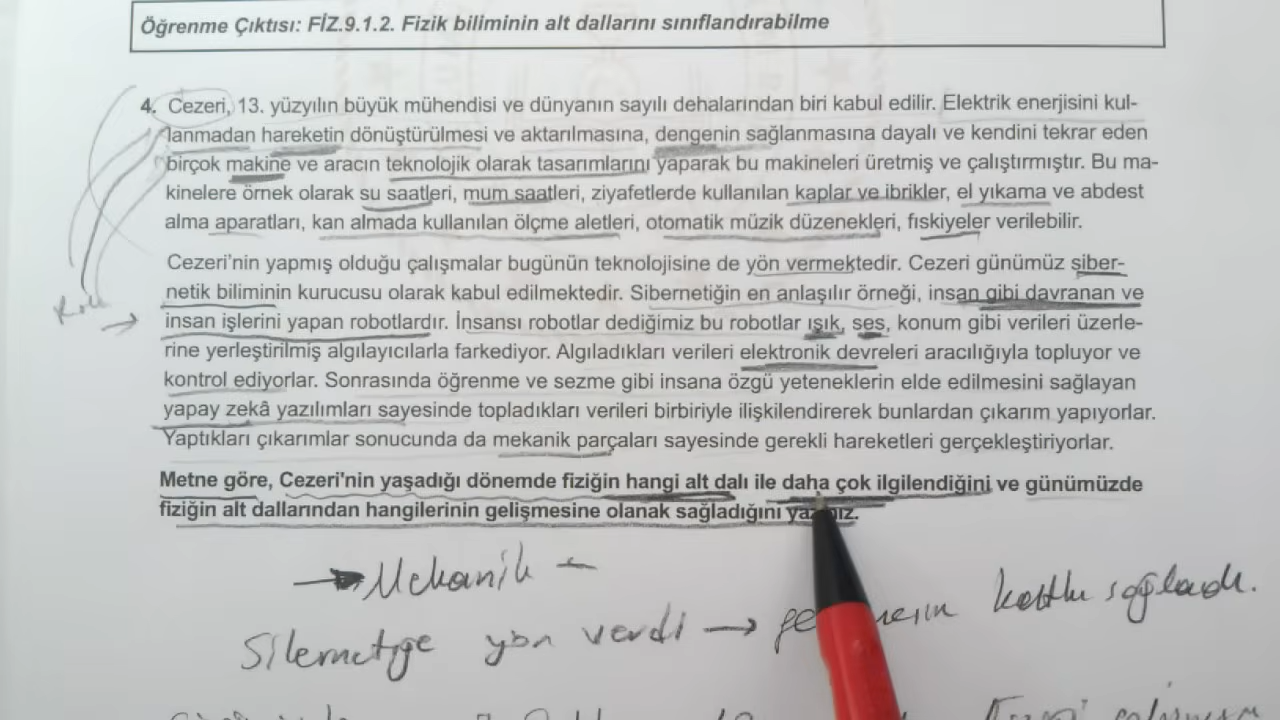 Öğrenme Çıktısı: FİZ.9.1.2. Fizik biliminin alt dallarını sınıflandırabilme
4. Cezeri, 13. yüzyılın büyük mühendisi ve dünyanın sayılı dehalarından biri kabul edilir. Elektrik enerjisini kul-
lanmadan hareketin dönüştürülmesi ve aktarılmasına, dengenin sağlanmasına dayalı ve kendini tekrar eden
birçok makine ve aracın teknolojik olarak tasarımlarını yaparak bu makineleri üretmiş ve çalıştırmıştır. Bu ma-
kinelere örnek olarak su saatleri, mum saatleri, ziyafetlerde kullanılan kaplar ve ibrikler, el yıkama ve abdest
alma aparatları, kan almada kullanılan ölçme aletleri, otomatik müzik düzenekleri, fıskiyeler verilebilir.
Cezeri'nin yapmış olduğu çalışmalar bugünün teknolojisine de yön vermektedir. Cezeri günümüz siber-
netik biliminin kurucusu olarak kabul edilmektedir. Sibernetiğin en anlaşılır örneği, insan gibi davranan ve
insan işlerini yapan robotlardır. İnsansı robotlar dediğimiz bu robotlar ışık, ses, konum gibi verileri üzerle-
rine yerleştirilmiş algılayıcılarla farkediyor. Algıladıkları verileri elektronik devreleri aracılığıyla topluyor ve
kontrol ediyorlar. Sonrasında öğrenme ve sezme gibi insana özgü yeteneklerin elde edilmesini sağlayan
yapay zekâ yazılımları sayesinde topladıkları verileri birbiriyle ilişkilendirerek bunlardan çıkarım yapıyorlar.
Yaptıkları çıkarımlar sonucunda da mekanik parçaları sayesinde gerekli hareketleri gerçekleştiriyorlar.
Metne göre, Cezeri'nin yaşadığı dönemde fiziğin hangi alt dalı ile daha çok ilgilendiğini ve günümüzde
fiziğin alt dallarından hangilerinin gelişmesine olanak sağladığını
→ Mekanik
yön verdi → katkı sağladı.